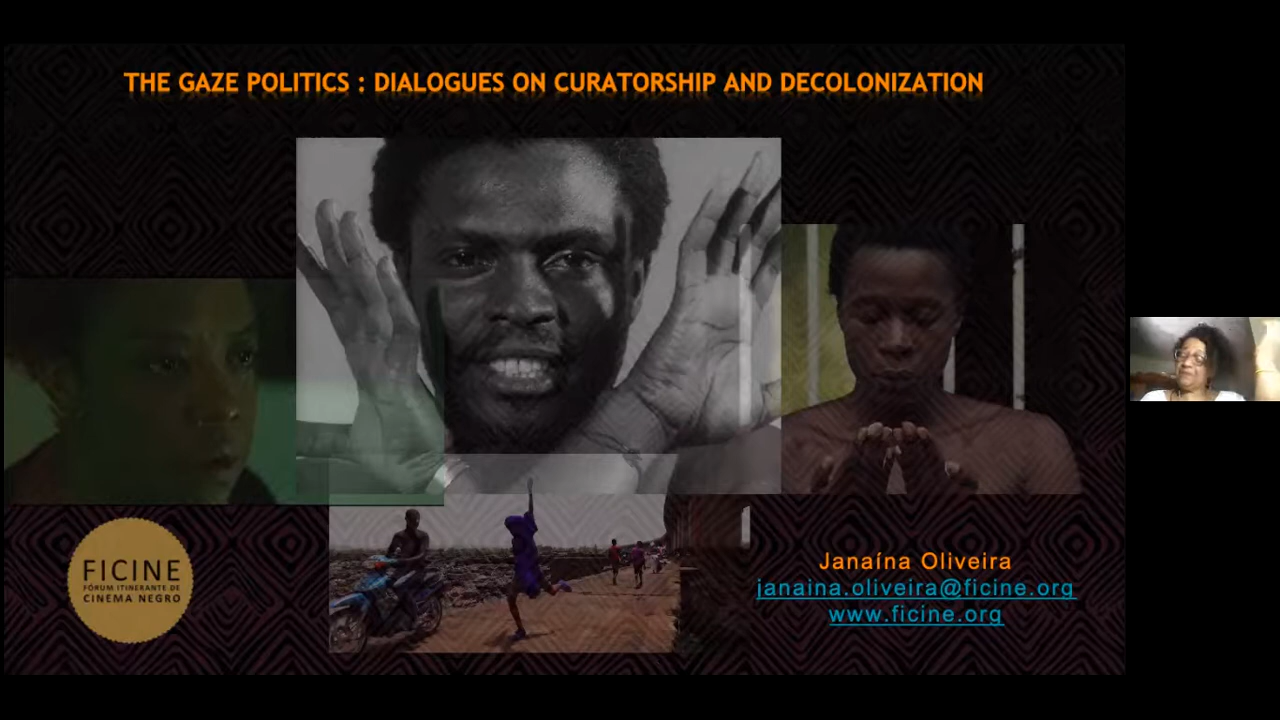 THE GAZE POLITICS : DIALOGUES ON CURATORSHIP AND DECOLONIZATION
FICINE
FÓRUM ITINERANTE DE
CINEMA NEGRO
Janaína Oliveira
janaina.oliveira@ficine.org
www.ficine.org